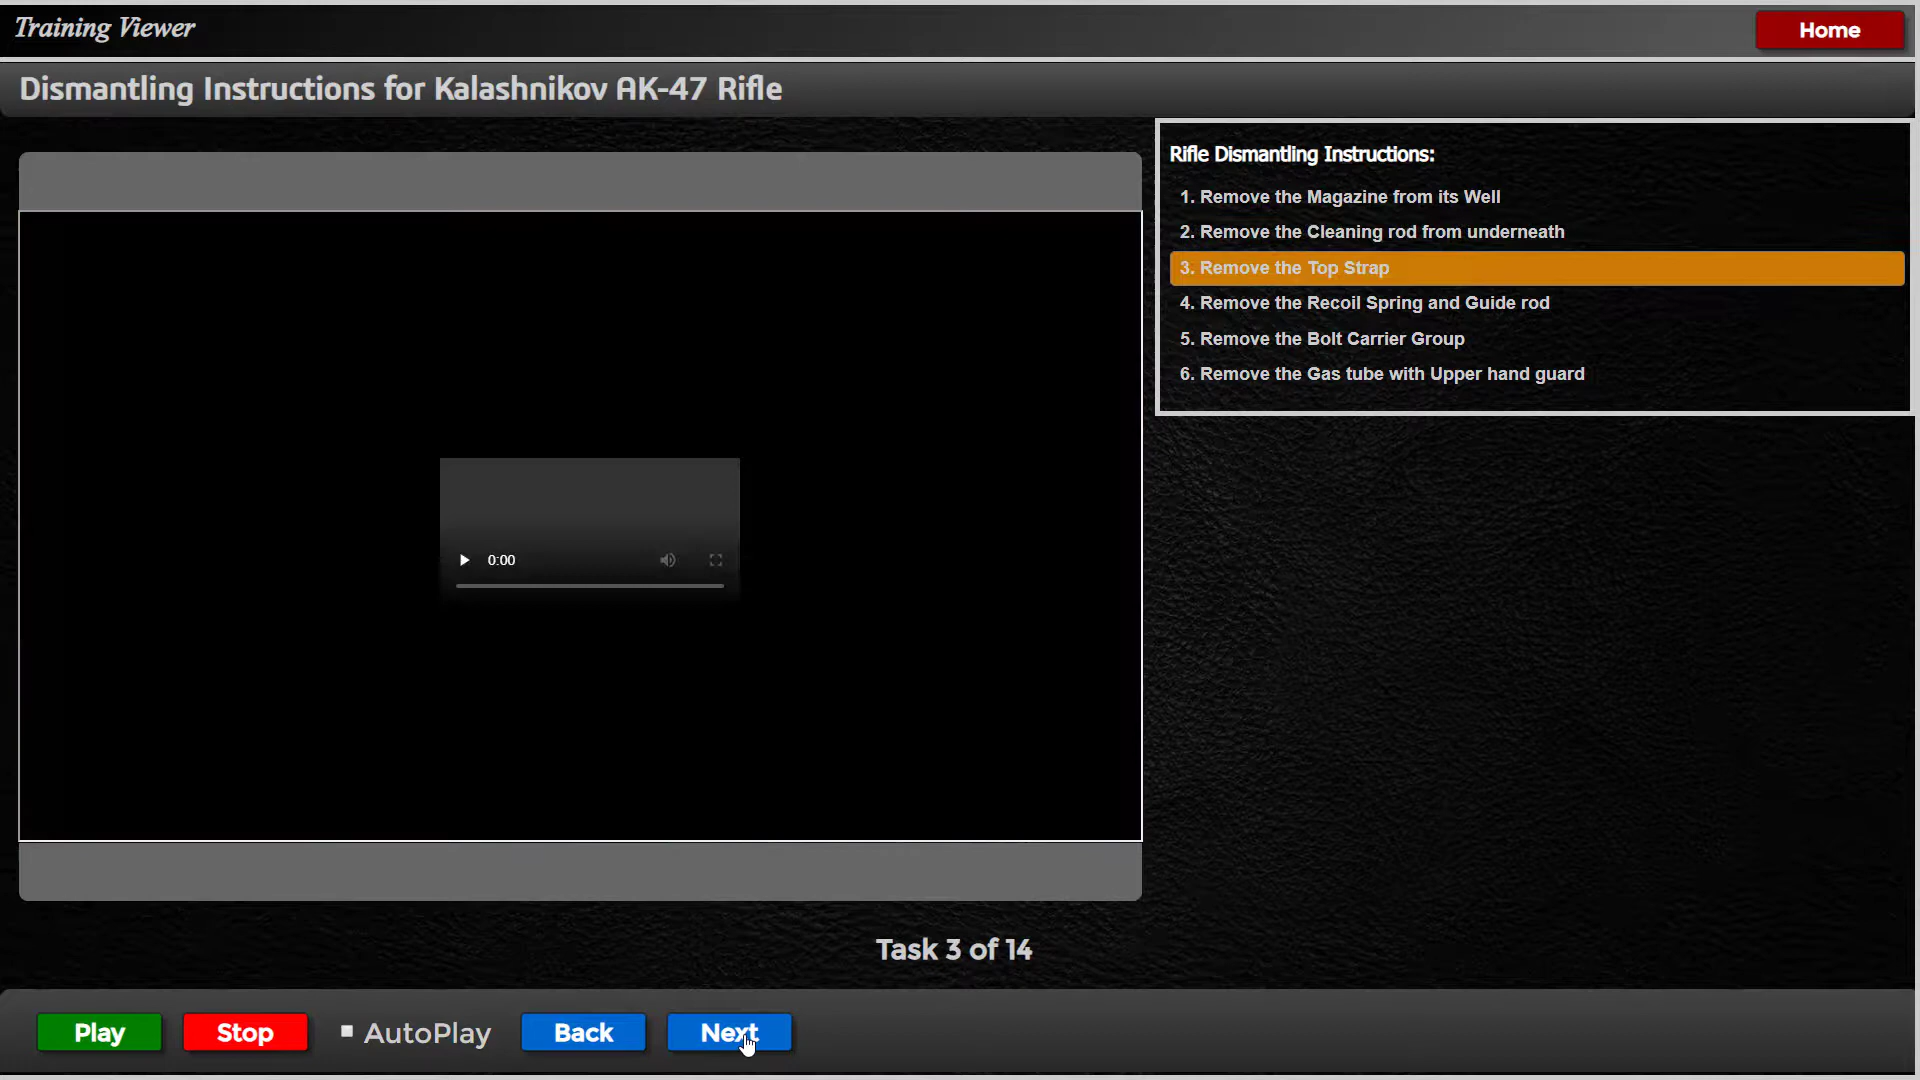 Training Viewer
Home
Dismantling Instructions for Kalashnikov AK-47 Rifle
Rifle Dismantling Instructions:
1. Remove the Magazine from its Well
2. Remove the Cleaning rod from underneath
3. Remove the Top Strap
4. Remove the Recoil Spring and Guide rod
5. Remove the Bolt Carrier Group
6. Remove the Gas tube with Upper hand guard
0:00
Task 3 of 14
Play
Stop
AutoPlay
Back
Next